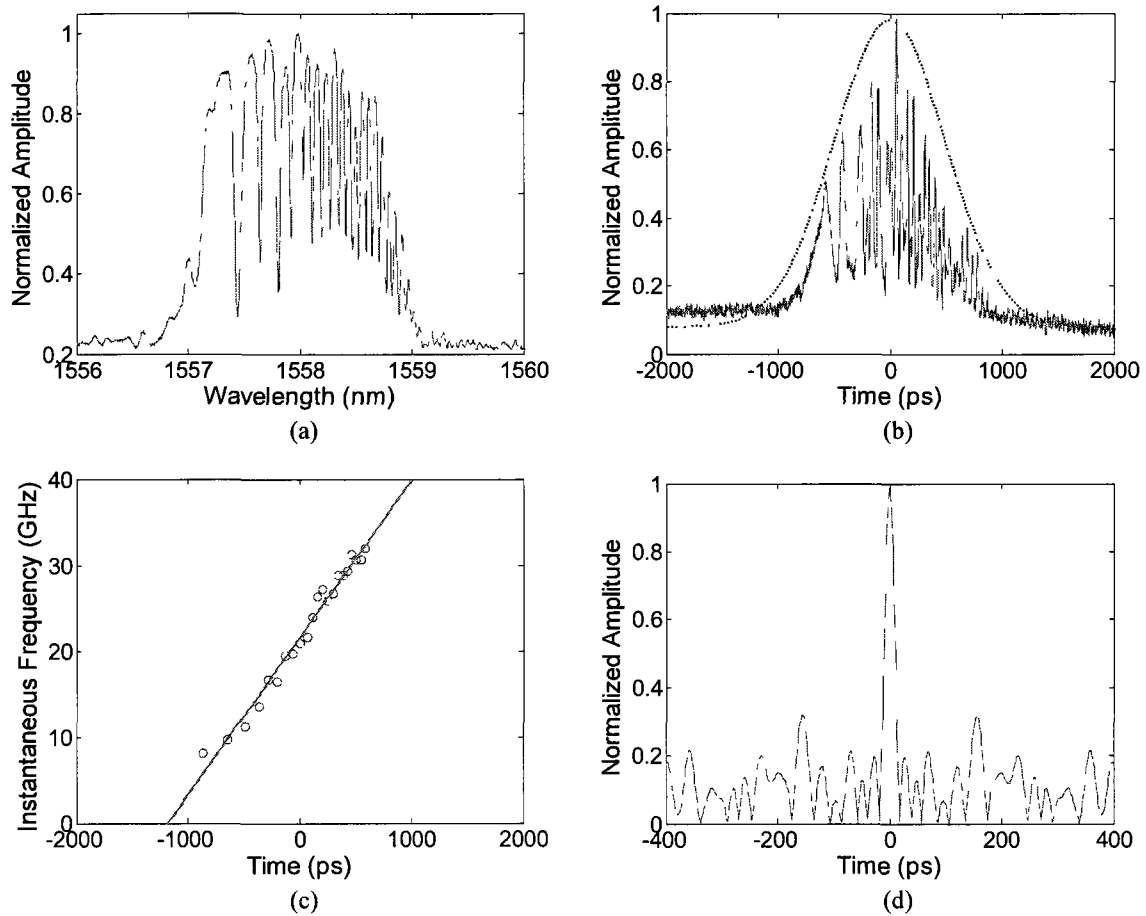 Normalized Amplitude
1
0.8
0.6
0.4
0.2
1556 1557 1558 1559 1560
Wavelength (nm)
(a)
Normalized Amplitude
1
0.8
0.6
0.4
0.2
0
-2000 -1000 0 1000 2000
Time (ps)
(b)
Instantaneous Frequency (GHz)
40
30
20
10
0
-2000 -1000 0 1000 2000
Time (ps)
(c)
Normalized Amplitude
1
0.8
0.6
0.4
0.2
0
-400 -200 0 200 400
Time (ps)
(d)